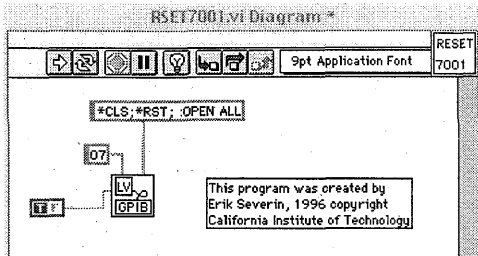 RSET7001.vi Diagram *
RESET
7001
9pt Application Font
*CLS;*RST; :OPEN ALL
07
LV
GPIB
T F
This program was created by
Erik Severin, 1996 copyright
California Institute of Technology